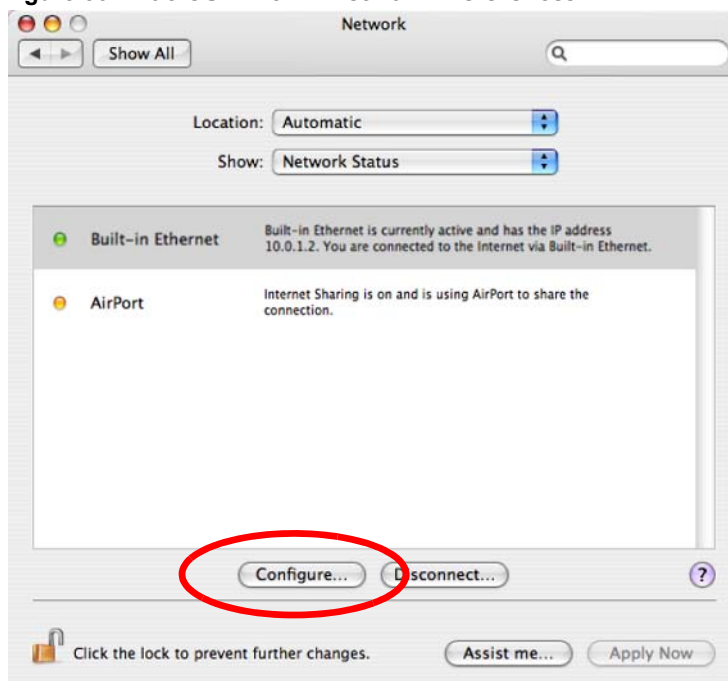 Network
Show All
Location: Automatic
Show: Network Status
Built-in Ethernet
Built-in Ethernet is currently active and has the IP address
10.0.1.2. You are connected to the Internet via Built-in Ethernet.
AirPort
Internet Sharing is on and is using AirPort to share the
connection.
Configure... Disconnect... ?
Click the lock to prevent further changes. Assist me... Apply Now